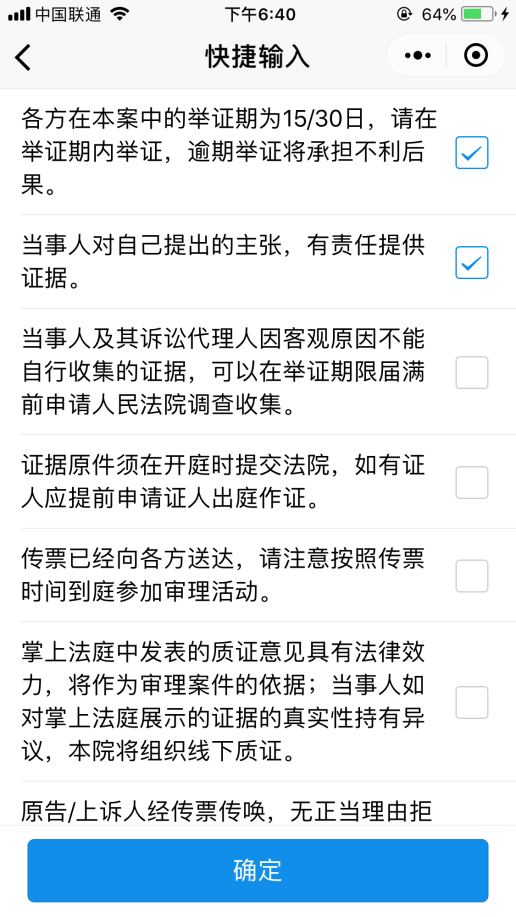 中国联通
下午6:40
64%
快捷输入
各方在本案中的举证期为15/30日，请在
举证期内举证，逾期举证将承担不利后
果。
当事人对自己提出的主张，有责任提供
证据。
当事人及其诉讼代理人因客观原因不能
自行收集的证据，可以在举证期限届满
前申请人民法院调查收集。
证据原件须在开庭时提交法院，如有证
人应提前申请证人出庭作证。
传票已经向各方送达，请注意按照传票
时间到庭参加审理活动。
掌上法庭中发表的质证意见具有法律效
力，将作为审理案件的依据；当事人如
对掌上法庭展示的证据的真实性持有异
议，本院将组织线下质证。
原告/上诉人经传票传唤，无正当理由拒
确定